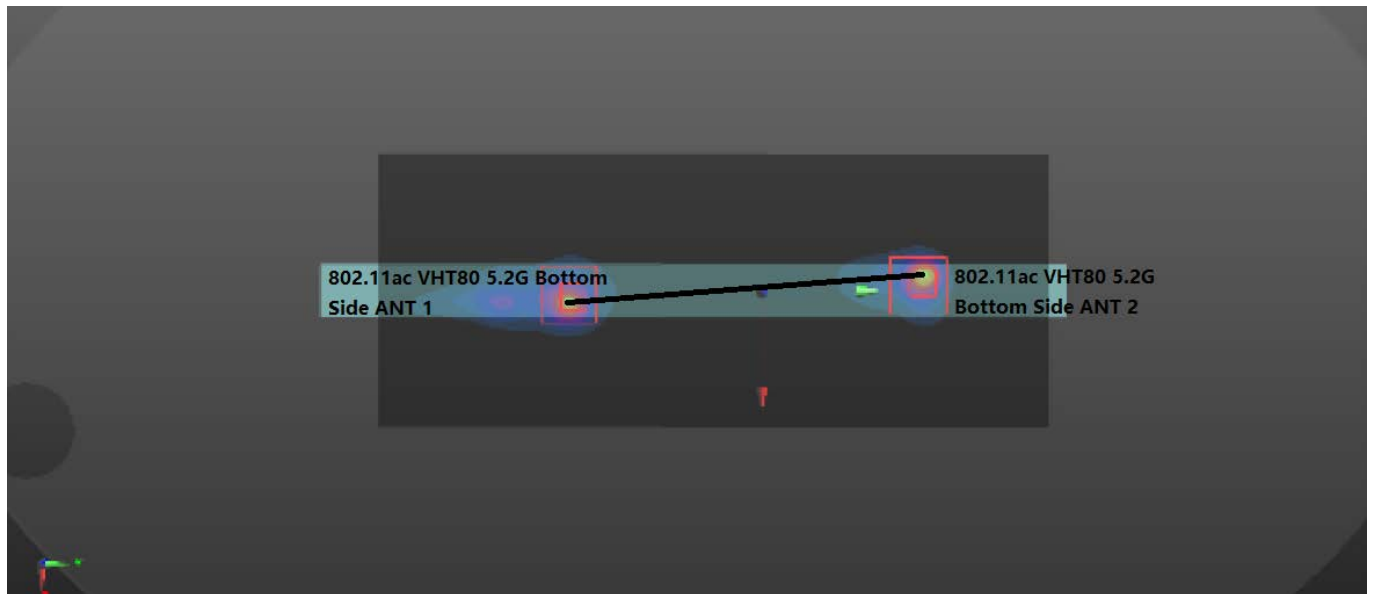 802.11ac VHT80 5.2G Bottom
Side ANT 1
802.11ac VHT80 5.2G
Bottom Side ANT 2